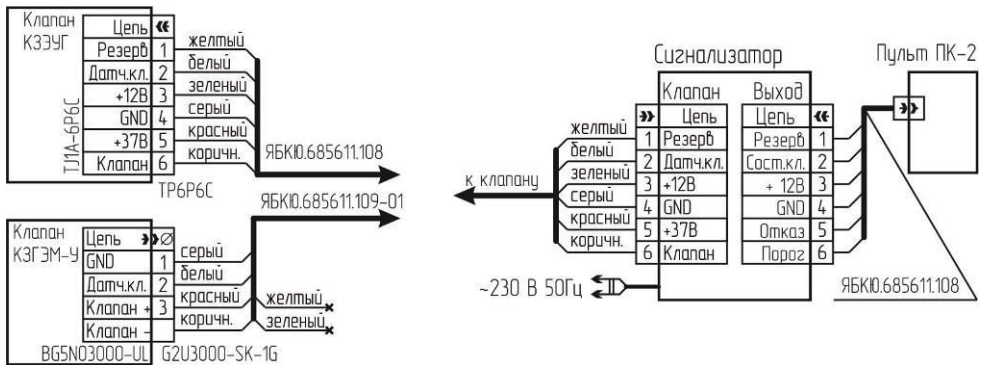 Клапан
КЗЭУГ
TJ1A-6P6C
Цепь
Резерв 1 желтый
Датч.кл. 2 белый
+12В 3 зеленый
GND 4 серый
+37В 5 красный
Клапан 6 коричн.
TP6P6C
ЯБКЮ.685611.108
ЯБКЮ.685611.109-01
Клапан
КЗГЭМ-У
Цепь
GND 1 серый
Датч.кл. 2 белый
Клапан + 3 красный
Клапан - коричн.
желтый
зеленый
BG5N03000-UL G2U3000-SK-1G
к клапану
Сигнализатор
Клапан
Цепь
желтый 1 Резерв
белый 2 Датч.кл.
зеленый 3 +12В
серый 4 GND
красный 5 +37В
коричн. 6 Клапан
~230 В 50Гц
Выход
Цепь
Резерв 1
Сост.кл. 2
+ 12В 3
GND 4
Отказ 5
Порог 6
Пульт ПК-2
ЯБКЮ.685611.108